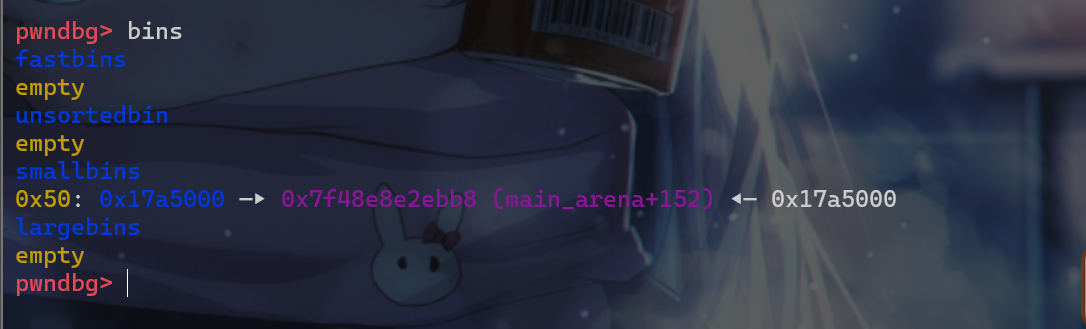 pwndbg> bins
fastbins
empty
unsortedbin
empty
smallbins
0x50: 0x17a5000 —▸ 0x7f48e8e2ebb8 (main_arena+152) ◂— 0x17a5000
largebins
empty
pwndbg>